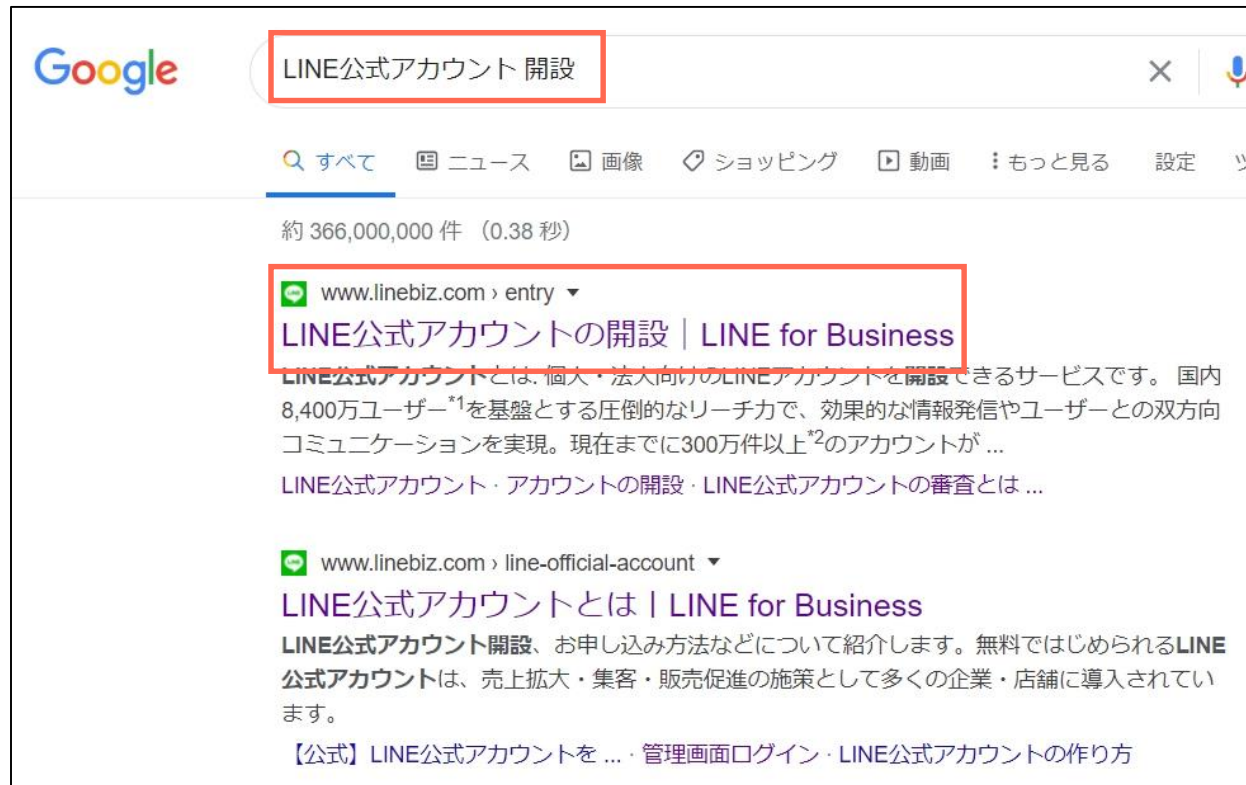 Google
LINE公式アカウント 開設
すべて ニュース 画像 ショッピング 動画 もっと見る 設定 ツ
約 366,000,000 件 （0.38 秒）
www.linebiz.com › entry
LINE公式アカウントの開設｜LINE for Business
LINE公式アカウントとは. 個人・法人向けのLINEアカウントを開設できるサービスです。 国内
8,400万ユーザー*1を基盤とする圧倒的なリーチ力で、効果的な情報発信やユーザーとの双方向
コミュニケーションを実現。現在までに300万件以上*2のアカウントが ...
LINE公式アカウント · アカウントの開設 · LINE公式アカウントの審査とは ...
www.linebiz.com › line-official-account
LINE公式アカウントとは | LINE for Business
LINE公式アカウント開設、お申し込み方法などについて紹介します。無料ではじめられるLINE
公式アカウントは、売上拡大・集客・販売促進の施策として多くの企業・店舗に導入されてい
ます。
【公式】LINE公式アカウントを ... · 管理画面ログイン · LINE公式アカウントの作り方